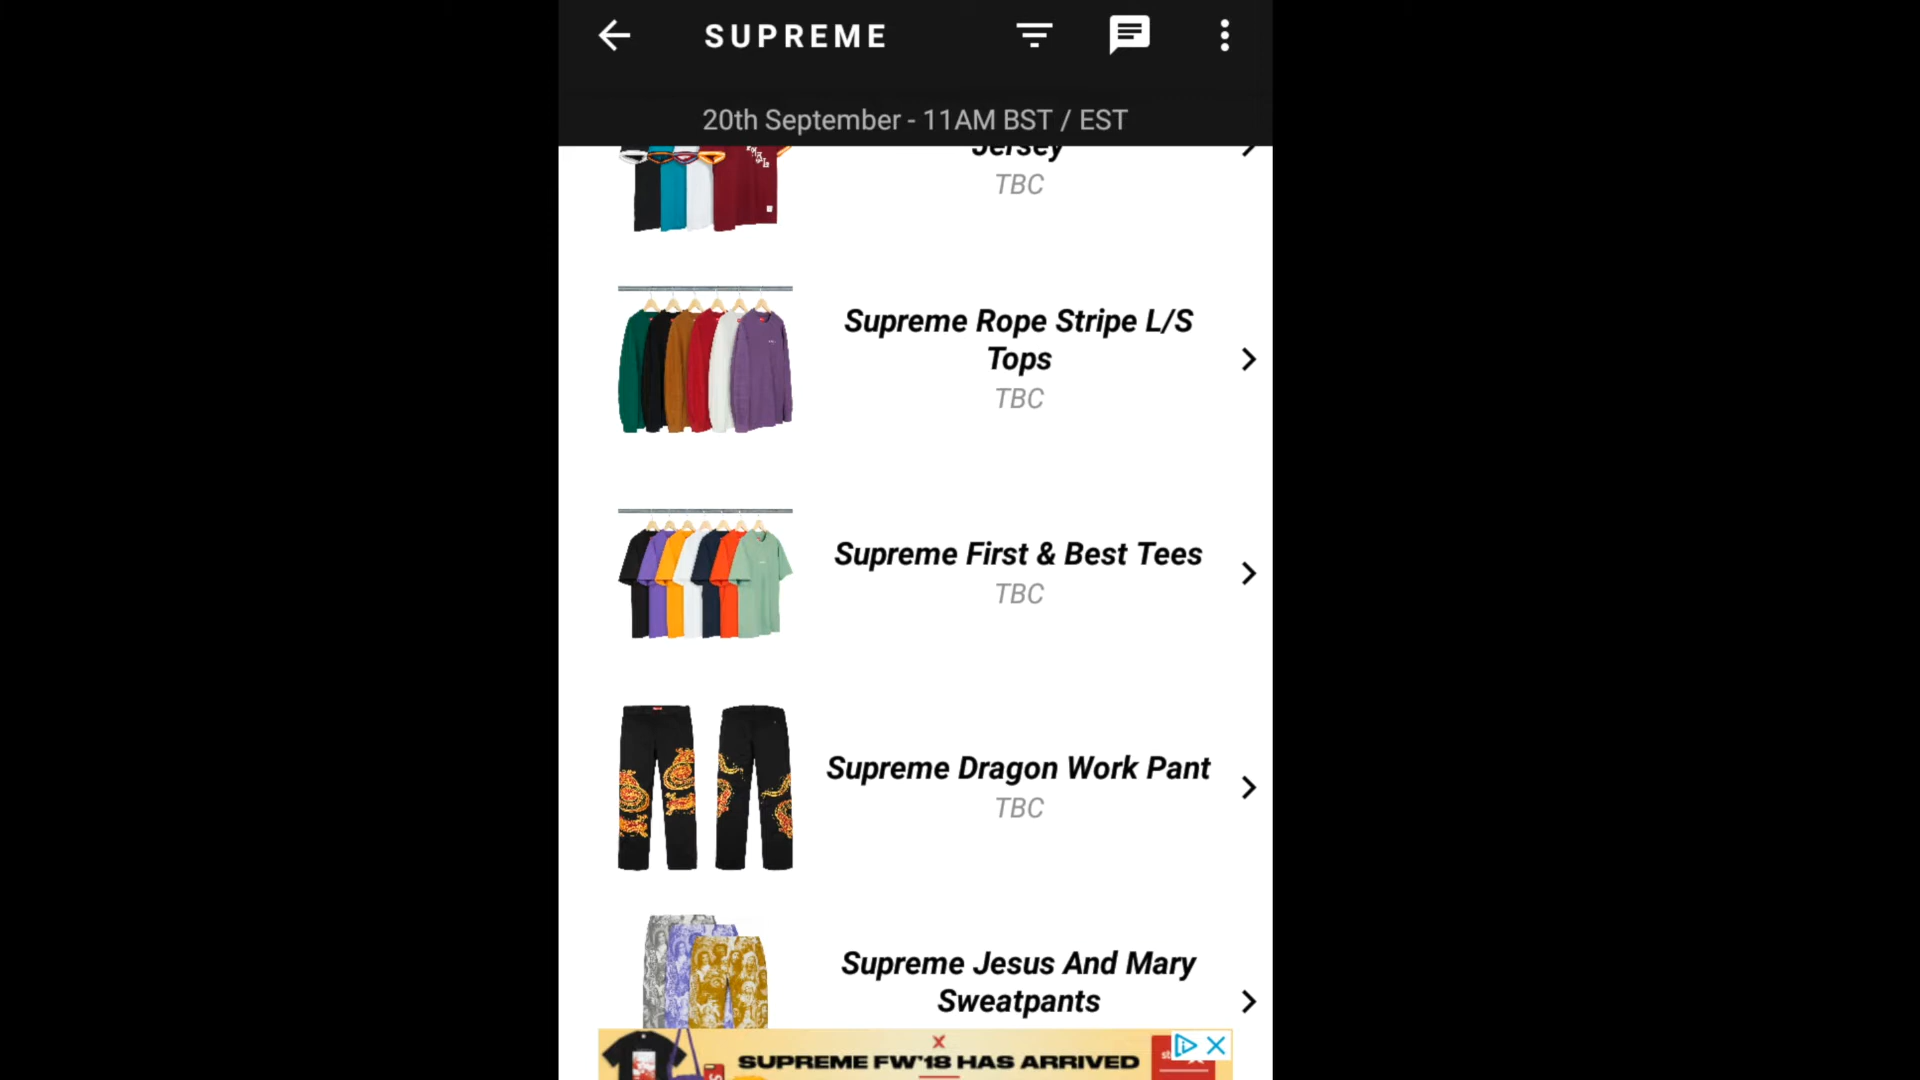 SUPREME
20th September - 11AM BST / EST
Jersey
TBC
Supreme Rope Stripe L/S
Tops
TBC
Supreme First & Best Tees
TBC
Supreme Dragon Work Pant
TBC
Supreme Jesus And Mary
Sweatpants
SUPREME FW'18 HAS ARRIVED